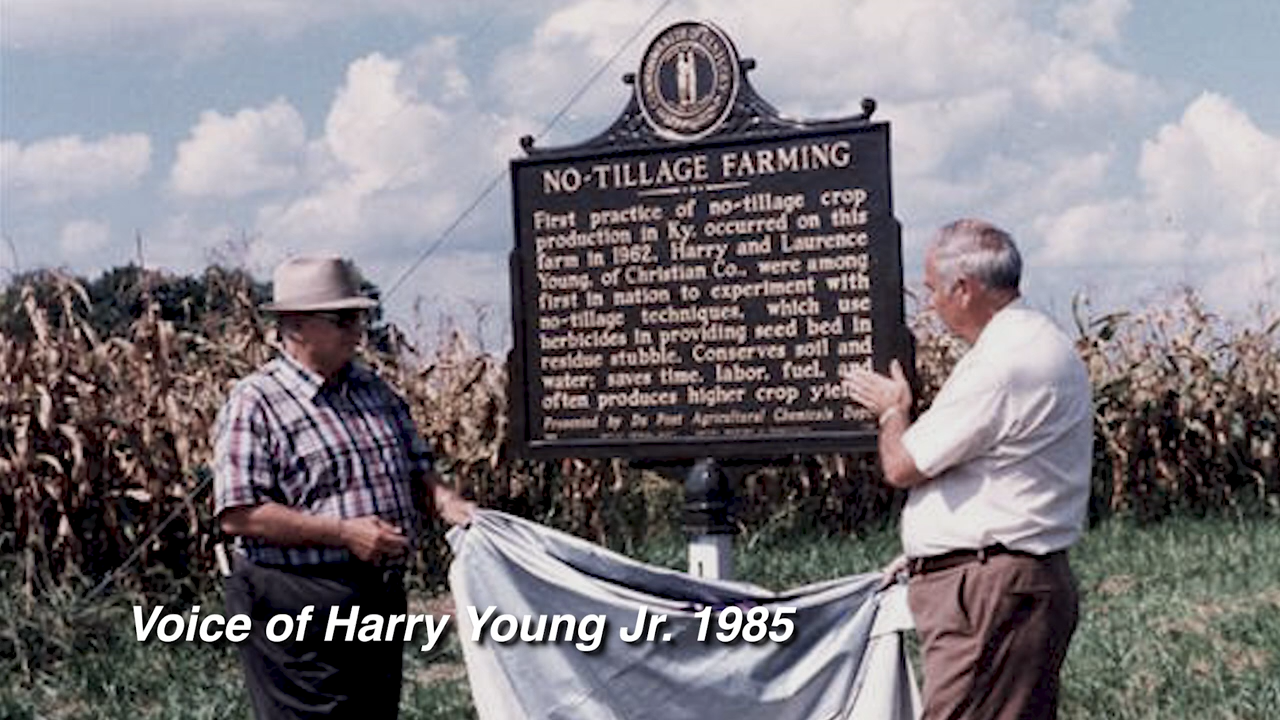 NO-TILLAGE FARMING
First practice of no-tillage crop
production in Ky. occurred on this
farm in 1962. Harry and Laurence
Young, of Christian Co., were among
first in nation to experiment with
no-tillage techniques, which use
herbicides in providing seed bed in
residue stubble. Conserves soil and
water; saves time, labor, fuel, and
often produces higher crop yield.
Presented by Du Pont Agricultural Chemicals
Voice of Harry Young Jr. 1985